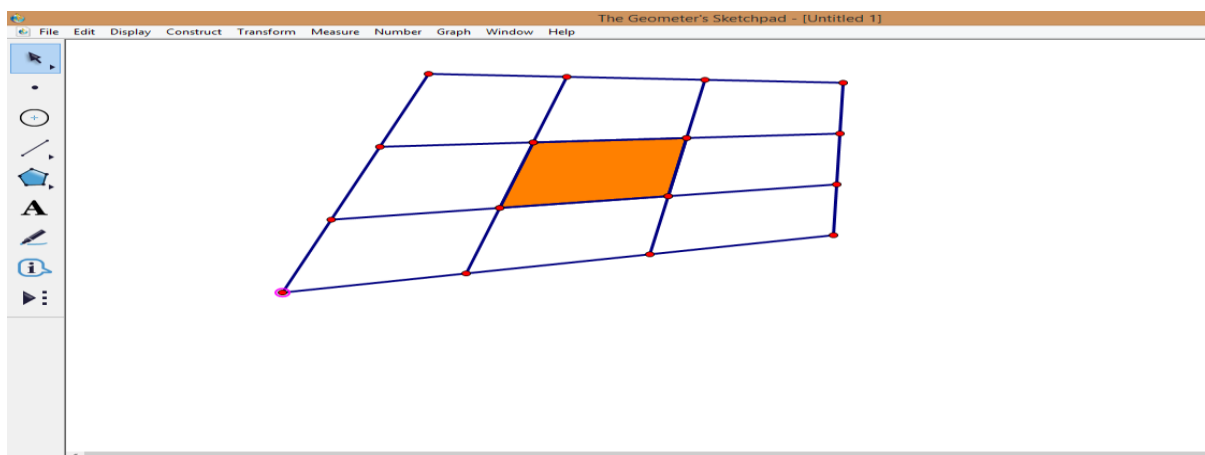 The Geometer's Sketchpad - [Untitled 1]
File Edit Display Construct Transform Measure Number Graph Window Help
A